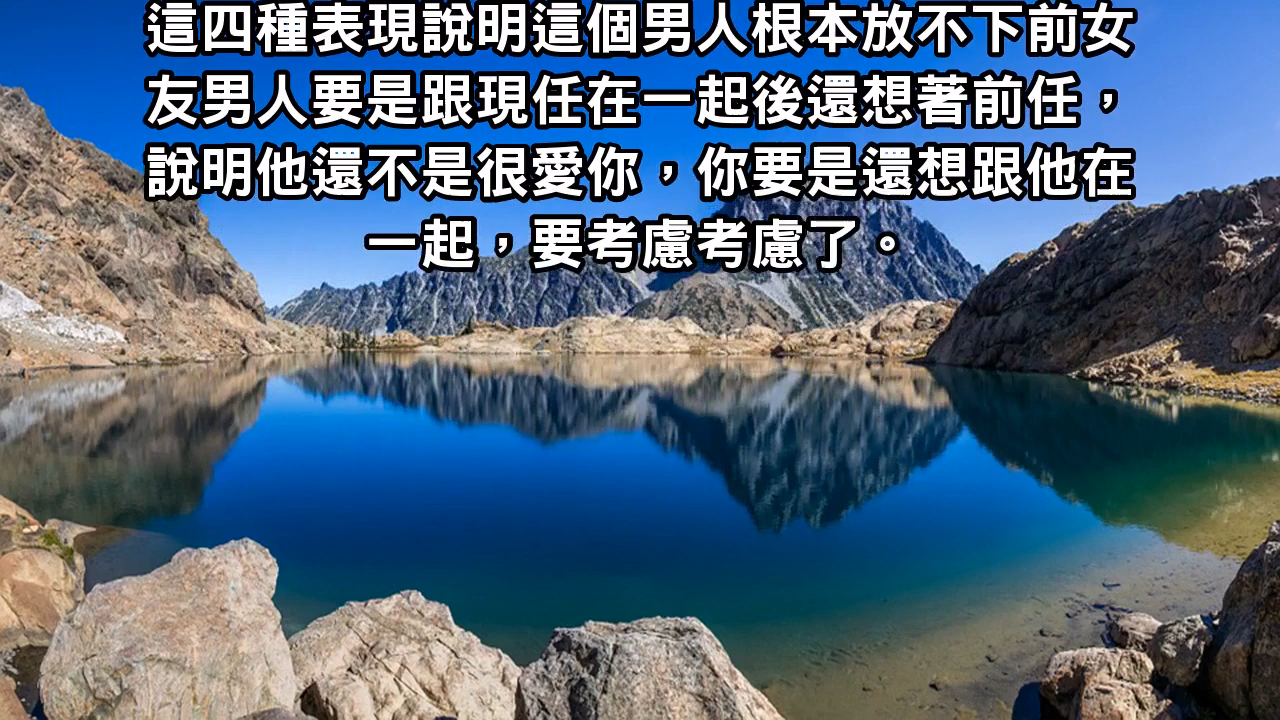 這四種表現說明這個男人根本放不下前女
友男人要是跟現任在一起後還想著前任，
說明他還不是很愛你，你要是還想跟他在
一起，要考慮考慮了。